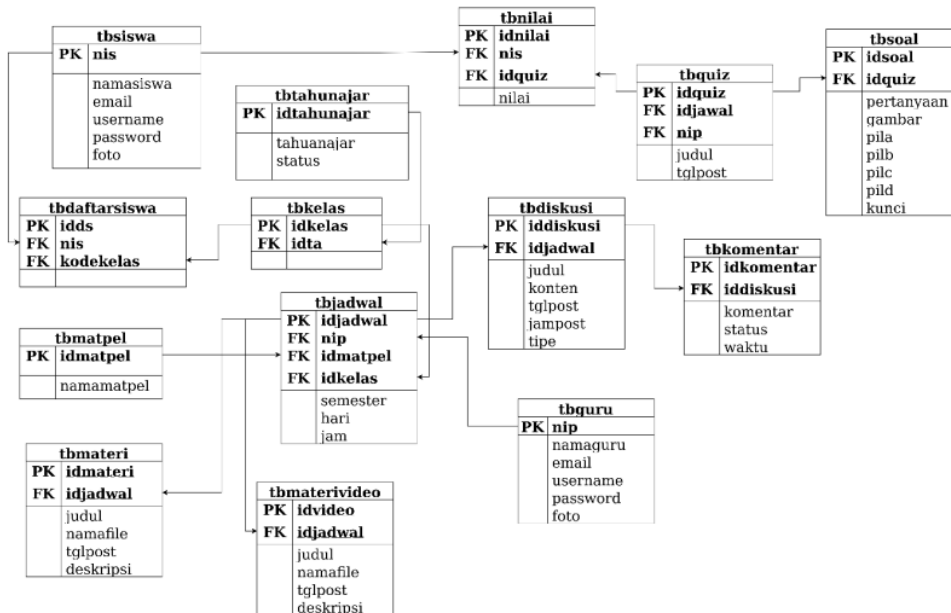 tbsiswa
PK nis
namasiswa
email
username
password
foto
tbnilai
PK idnilai
FK nis
FK idquiz
nilai
tbsoal
PK idsoal
FK idquiz
pertanyaan
gambar
pila
pilb
pilc
pild
kunci
tbquiz
PK idquiz
FK idjawal
FK nip
judul
tglpost
tbtahunajar
PK idtahunajar
tahuanajar
status
tbdaftarsiswa
PK idds
FK nis
FK kodekelas
tbkelas
PK idkelas
FK idta
tbdiskusi
PK iddiskusi
FK idjadwal
judul
konten
tglpost
jampost
tipe
tbkomentar
PK idkomentar
FK iddiskusi
komentar
status
waktu
tbjadwal
PK idjadwal
FK nip
FK idmatpel
FK idkelas
semester
hari
jam
tbmatpel
PK idmatpel
namamatpel
tbguru
PK nip
namaguru
email
username
password
foto
tbmateri
PK idmateri
FK idjadwal
judul
namafile
tglpost
deskripsi
tbmaterivideo
PK idvideo
FK idjadwal
judul
namafile
tglpost
deskripsi